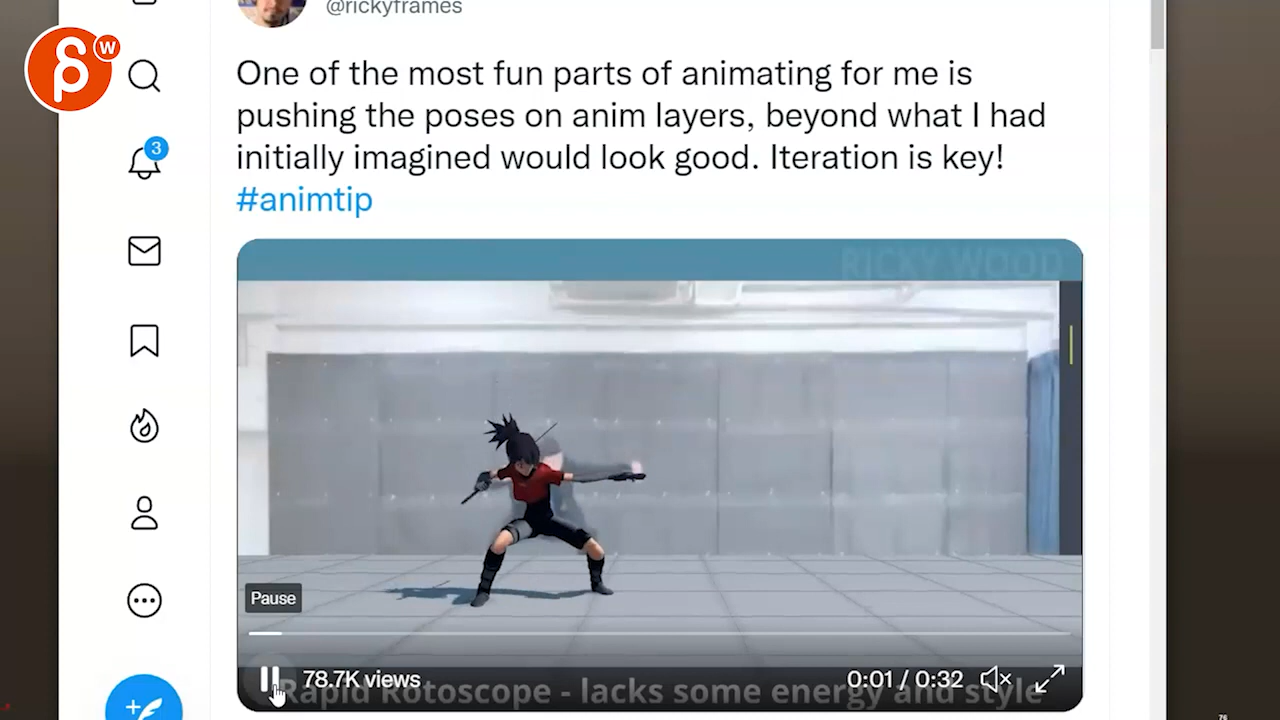 w
@rickyframes
One of the most fun parts of animating for me is
pushing the poses on anim layers, beyond what I had
initially imagined would look good. Iteration is key!
#animtip
3
RICKY WOOD
Pause
78.7K views
0:01 / 0:32
Rapid Rotoscope - lacks some energy and style
76